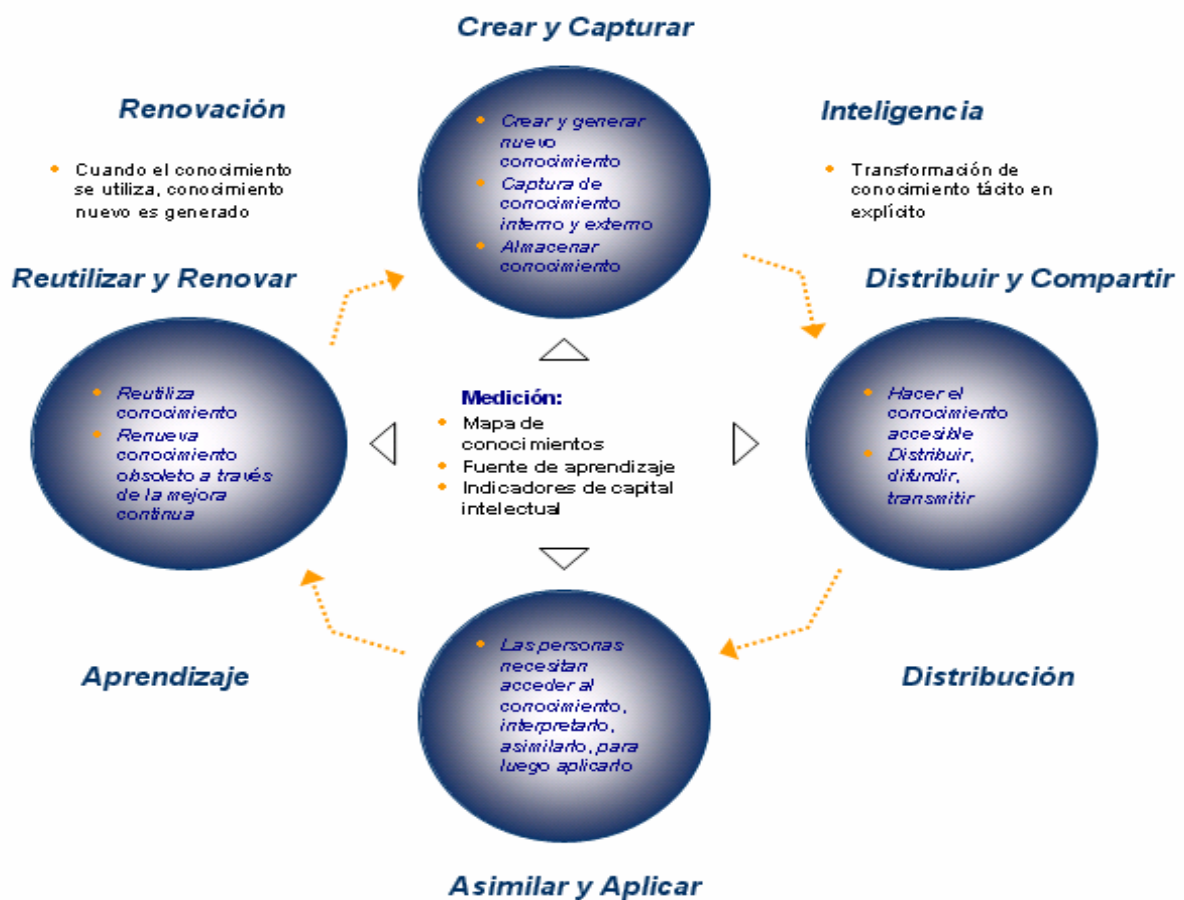 Crear y Capturar
Renovación
Cuando el conocimiento
se utiliza, conocimiento
nuevo es generado
Crear y generar
nuevo
conocimiento
Captura de
conocimiento
interno y externo
Almacenar
conocimiento
Inteligencia
Transformación de
conocimiento tácito en
explícito
Reutilizar y Renovar
Distribuir y Compartir
Reutiliza
conocimiento
Renueva
conocimiento
obsoleto a través
de la mejora
continua
Medición:
Mapa de
conocimientos
Fuente de aprendizaje
Indicadores de capital
intelectual
Hacer el
conocimiento
accesible
Distribuir,
difundir,
transmitir
Aprendizaje
Las personas
necesitan
acceder al
conocimiento,
interpretarlo,
asimilarlo, para
luego aplicarlo
Distribución
Asimilar y Aplicar